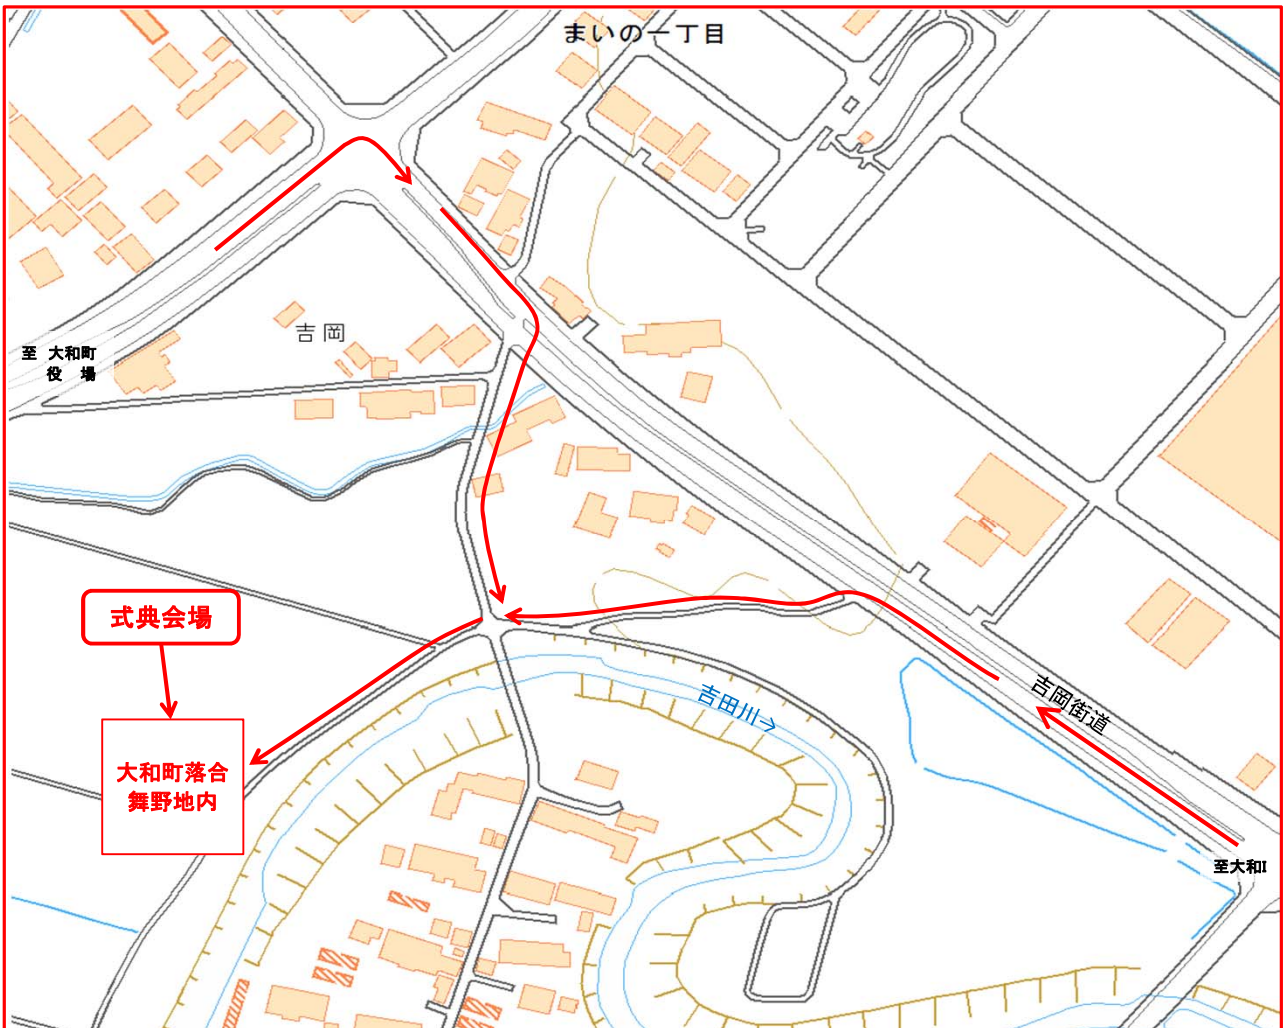 まいの一丁目
吉岡
至 大和町
役 場
式典会場
吉田川→
吉岡街道
大和町落合
舞野地内
至大和I